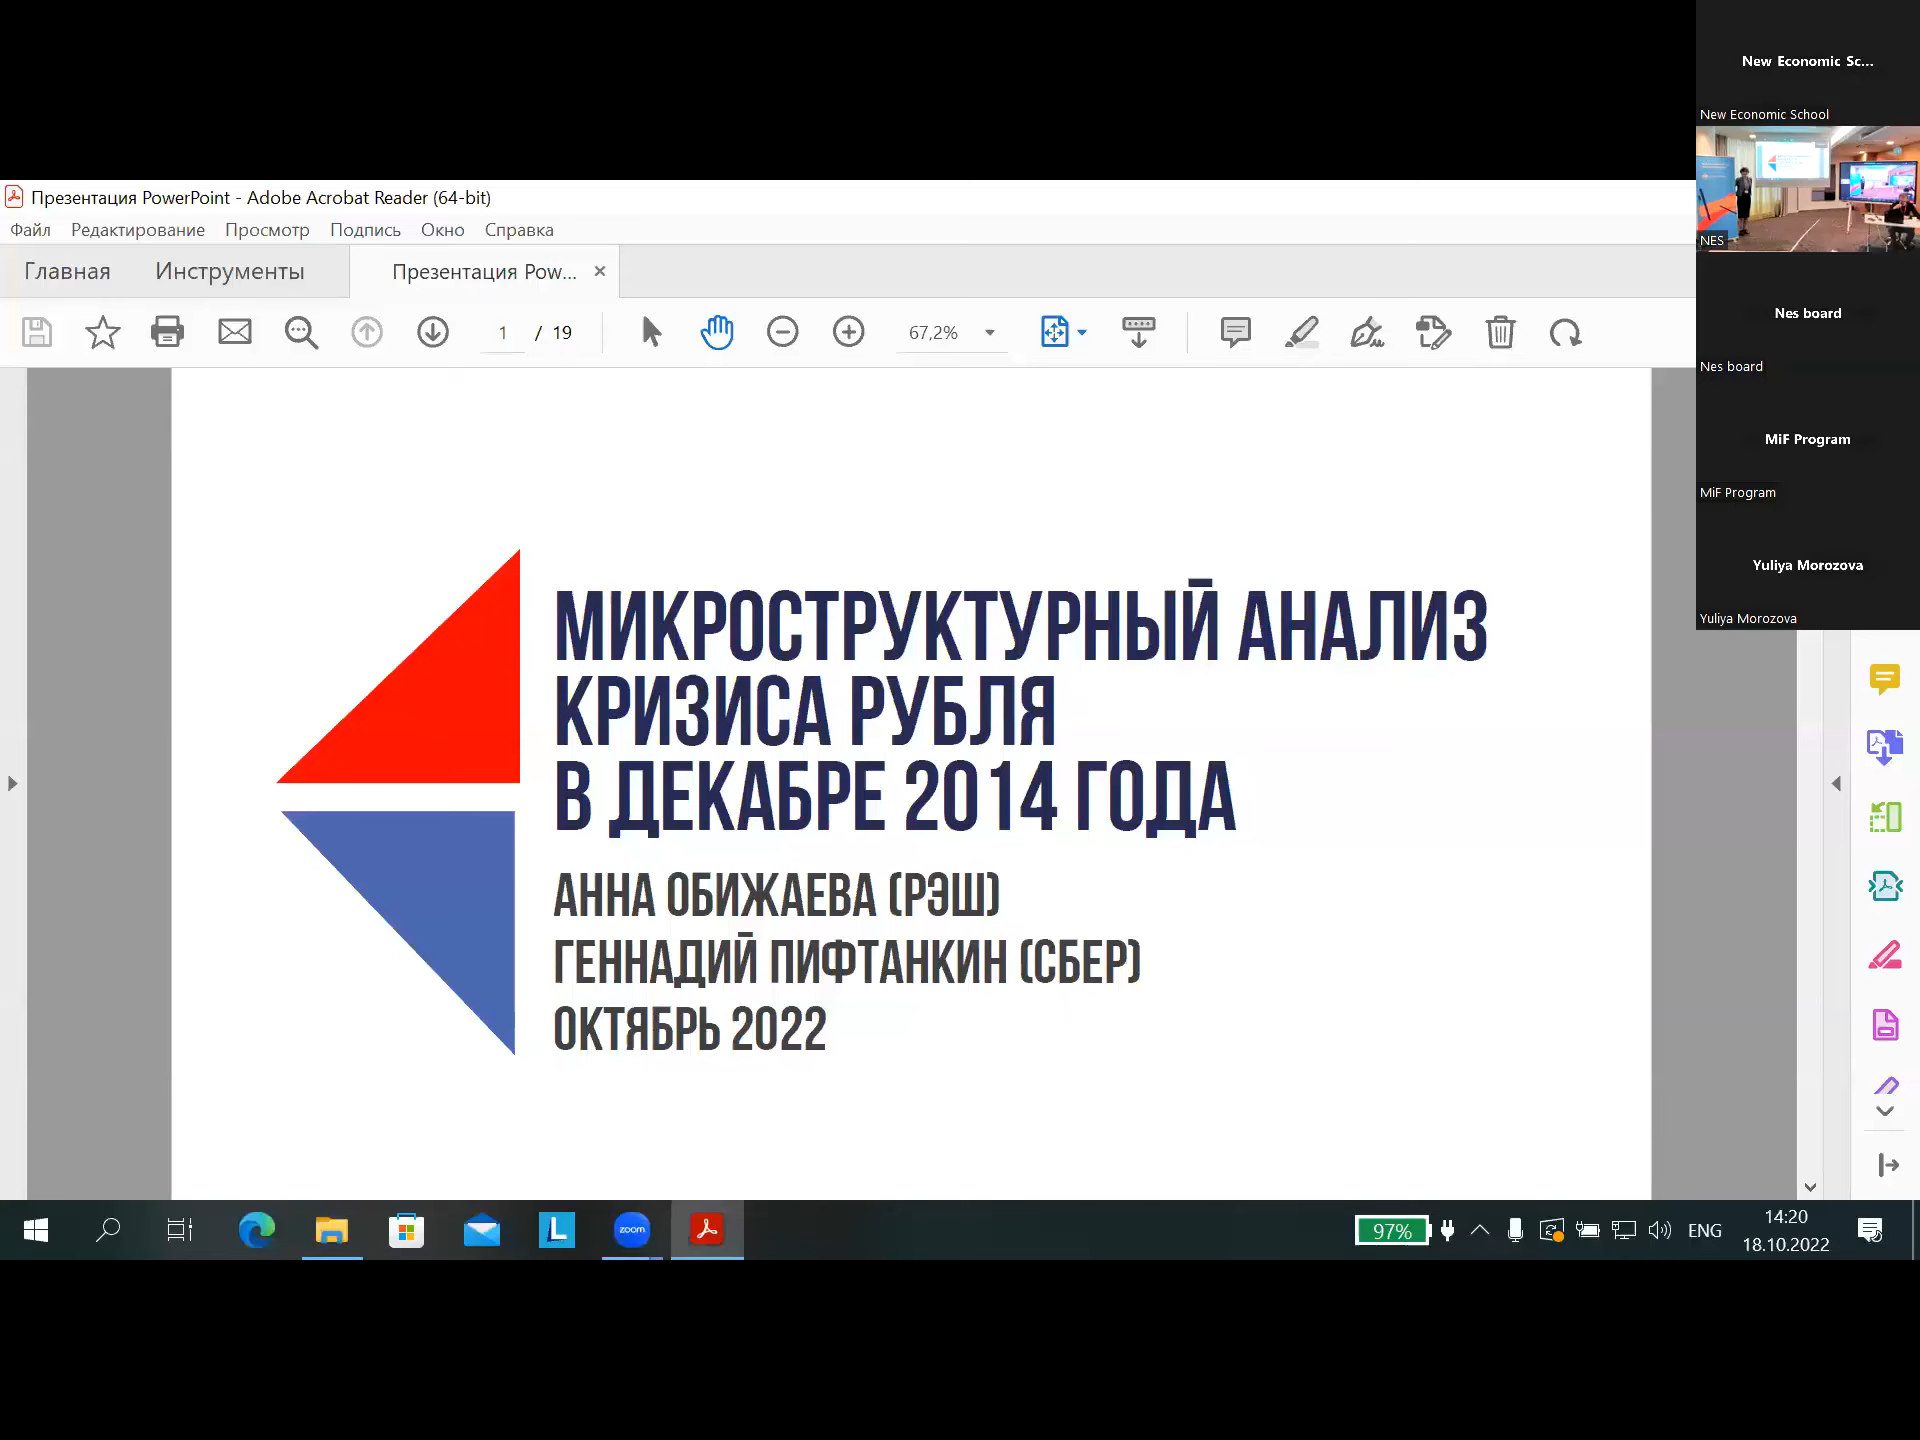 New Economic Sc...
New Economic School
NES
Nes board
Nes board
MiF Program
MiF Program
Yuliya Morozova
Yuliya Morozova
Презентация PowerPoint - Adobe Acrobat Reader (64-bit)
Файл Редактирование Просмотр Подпись Окно Справка
Главная Инструменты Презентация Pow... ×
1 / 19 67,2%
МИКРОСТРУКТУРНЫЙ АНАЛИЗ
КРИЗИСА РУБЛЯ
В ДЕКАБРЕ 2014 ГОДА
АННА ОБИЖАЕВА (РЭШ)
ГЕННАДИЙ ПИФТАНКИН (СБЕР)
ОКТЯБРЬ 2022
L zoom 97% ENG 14:20
18.10.2022